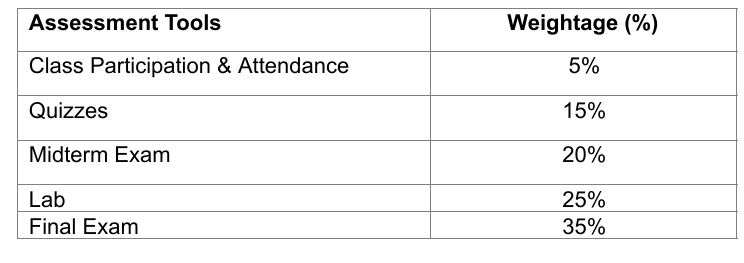 Assessment Tools Weightage (%)
Class Participation & Attendance 5%
Quizzes 15%
Midterm Exam 20%
Lab 25%
Final Exam 35%